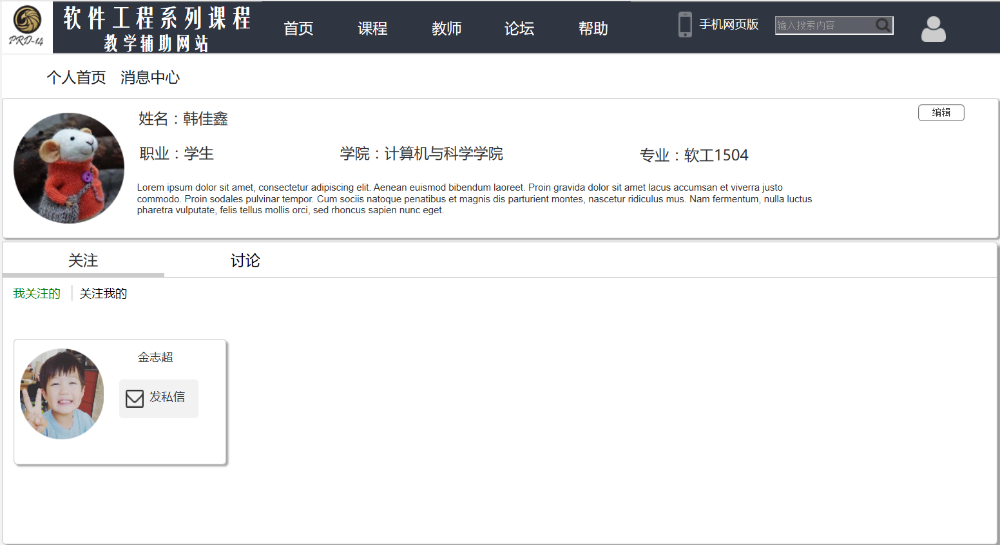 PRD-14
软件工程系列课程
教学辅助网站
首页
课程
教师
论坛
帮助
手机网页版
输入搜索内容
个人首页
消息中心
姓名：韩佳鑫
编辑
职业：学生
学院：计算机与科学学院
专业：软工1504
Lorem ipsum dolor sit amet, consectetur adipiscing elit. Aenean euismod bibendum laoreet. Proin gravida dolor sit amet lacus accumsan et viverra justo
commodo. Proin sodales pulvinar tempor. Cum sociis natoque penatibus et magnis dis parturient montes, nascetur ridiculus mus. Nam fermentum, nulla luctus
pharetra vulputate, felis tellus mollis orci, sed rhoncus sapien nunc eget.
关注
讨论
我关注的
关注我的
金志超
发私信